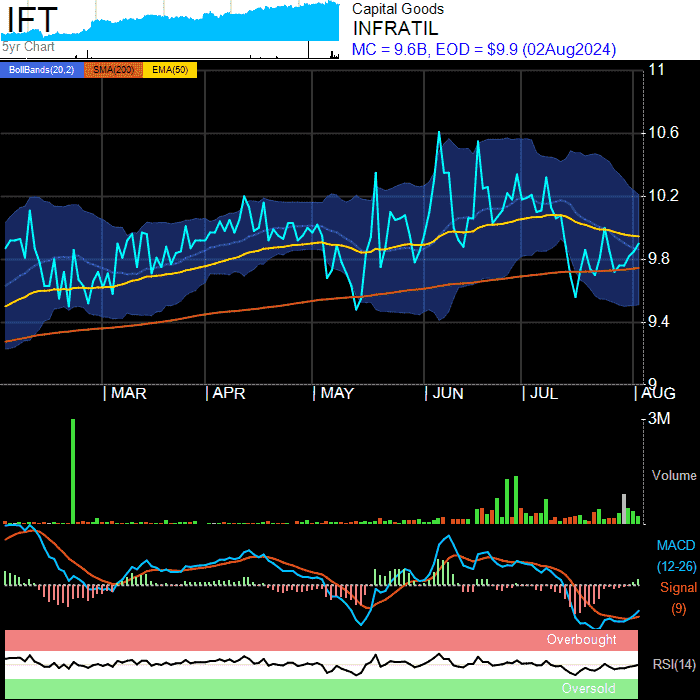 IFT
5yr Chart
Capital Goods
INFRATIL
MC = 9.6B, EOD = $9.9 (02Aug2024)
BollBands(20,2) SMA(200) EMA(50)
11
10.6
10.2
9.8
9.4
9
MAR APR MAY JUN JUL AUG
3M
Volume
MACD
(12-26)
Signal
(9)
Overbought
RSI(14)
Oversold